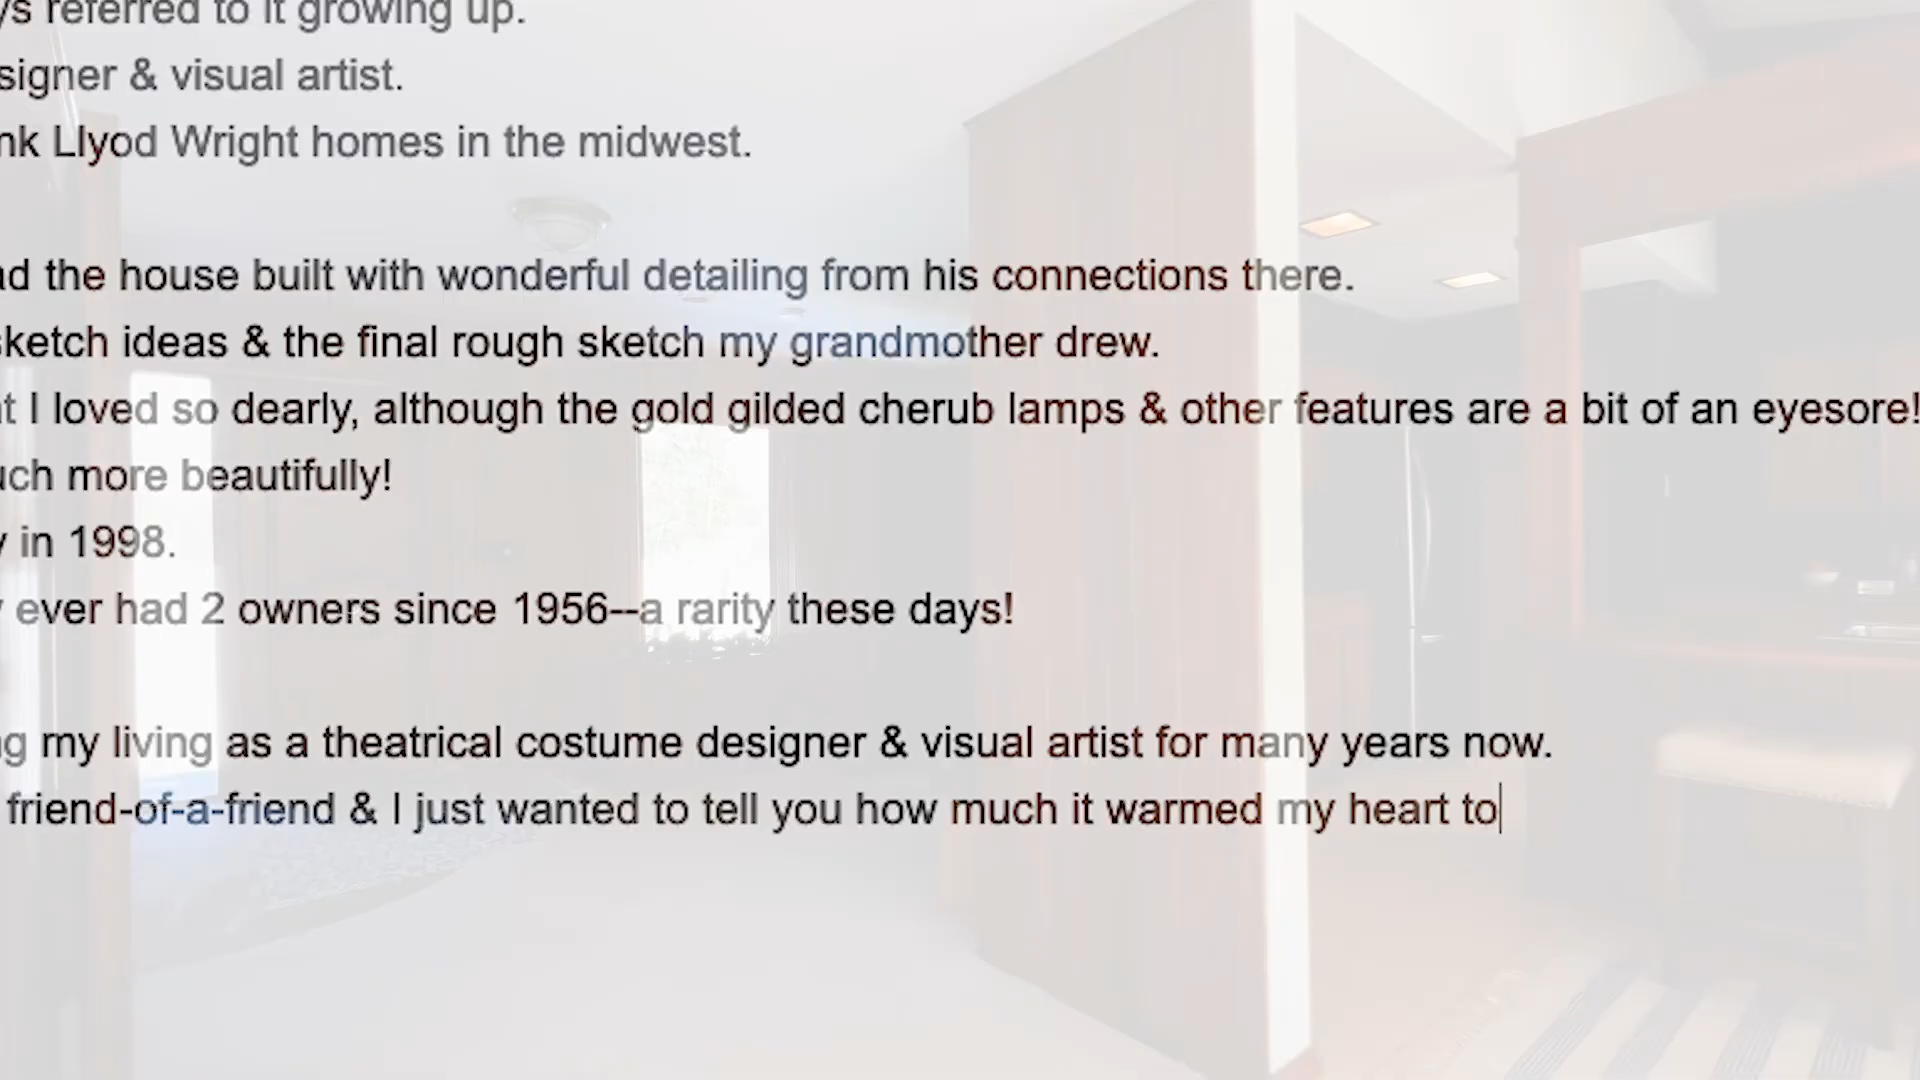 referred to it growing up.
signer & visual artist.
nk Llyod Wright homes in the midwest.
ad the house built with wonderful detailing from his connections there.
sketch ideas & the final rough sketch my grandmother drew.
t I loved so dearly, although the gold gilded cherub lamps & other features are a bit of an eyesore!
uch more beautifully!
y in 1998.
ever had 2 owners since 1956--a rarity these days!
ng my living as a theatrical costume designer & visual artist for many years now.
friend-of-a-friend & I just wanted to tell you how much it warmed my heart to